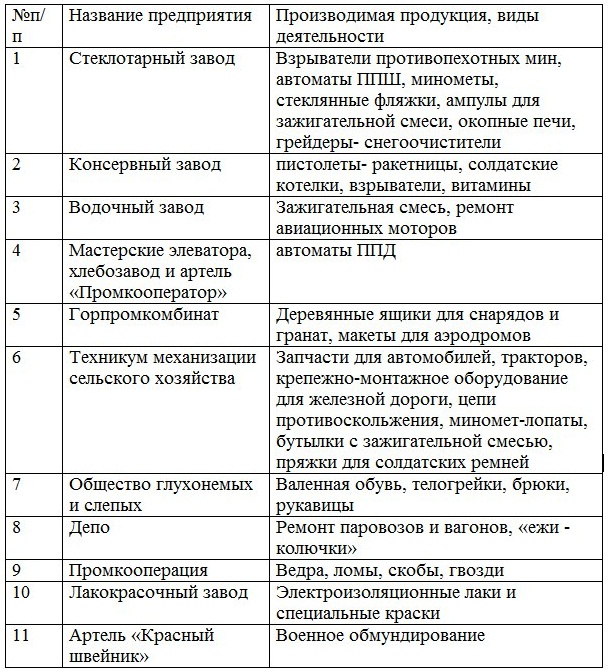 №п/ Название предприятия Производимая продукция, виды
п деятельности
1 Стеклотарный завод Взрыватели противопехотных мин,
автоматы ППШ, минометы,
стеклянные фляжки, ампулы для
зажигательной смеси, окопные печи,
грейдеры- снегоочистители
2 Консервный завод пистолеты- ракетницы, солдатские
котелки, взрыватели, витамины
3 Водочный завод Зажигательная смесь, ремонт
авиационных моторов
4 Мастерские элеватора, автоматы ППД
хлебозавод и артель
«Промкооператор»
5 Горпромкомбинат Деревянные ящики для снарядов и
гранат, макеты для аэродромов
6 Техникум механизации Запчасти для автомобилей, тракторов,
сельского хозяйства крепежно-монтажное оборудование
для железной дороги, цепи
противоскольжения, миномет-лопаты,
бутылки с зажигательной смесью,
пряжки для солдатских ремней
7 Общество глухонемых Валенная обувь, телогрейки, брюки,
и слепых рукавицы
8 Депо Ремонт паровозов и вагонов, «ежи -
колючки»
9 Промкооперация Ведра, ломы, скобы, гвозди
10 Лакокрасочный завод Электроизоляционные лаки и
специальные краски
11 Артель «Красный Военное обмундирование
швейник»